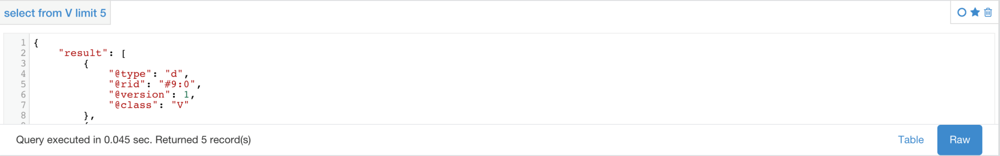 select from V limit 5
1 {
2 "result": [
3 {
4 "@type": "d",
5 "@rid": "#9:0",
6 "@version": 1,
7 "@class": "V"
8 },
Query executed in 0.045 sec. Returned 5 record(s)
Table
Raw